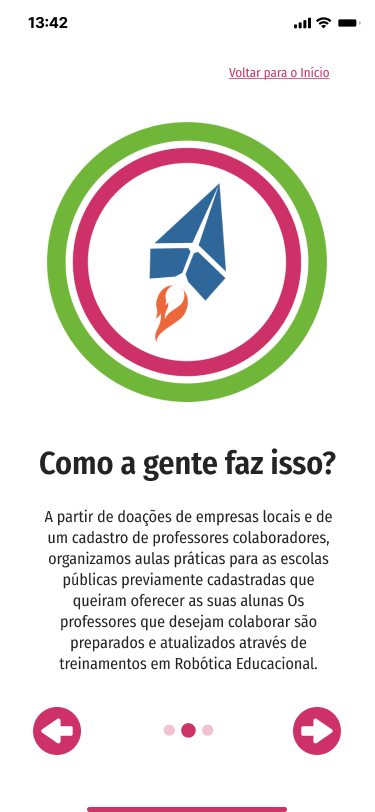 13:42
Voltar para o Início
Como a gente faz isso?
A partir de doações de empresas locais e de
um cadastro de professores colaboradores,
organizamos aulas práticas para as escolas
públicas previamente cadastradas que
queiram oferecer as suas alunas Os
professores que desejam colaborar são
preparados e atualizados através de
treinamentos em Robótica Educacional.